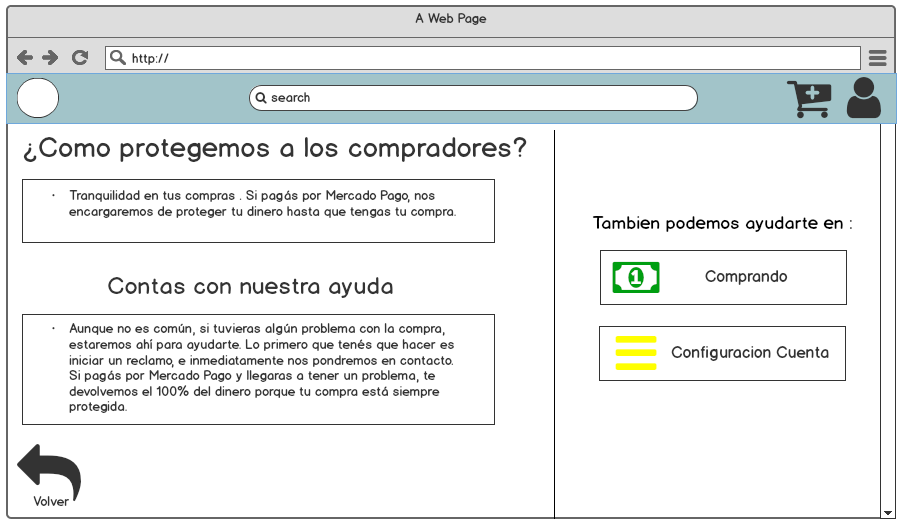 A Web Page
http://
search
¿Como protegemos a los compradores?
· Tranquilidad en tus compras . Si pagás por Mercado Pago, nos
encargaremos de proteger tu dinero hasta que tengas tu compra.
Contas con nuestra ayuda
· Aunque no es común, si tuvieras algún problema con la compra,
estaremos ahí para ayudarte. Lo primero que tenés que hacer es
iniciar un reclamo, e inmediatamente nos pondremos en contacto.
Si pagás por Mercado Pago y llegaras a tener un problema, te
devolvemos el 100% del dinero porque tu compra está siempre
protegida.
Volver
Tambien podemos ayudarte en :
1
Comprando
Configuracion Cuenta